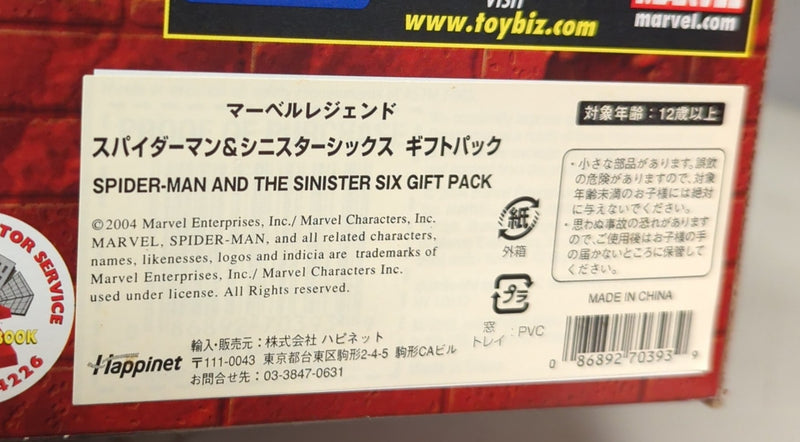 VISIT
www.toybiz.com
MARVEL
marvel.com
マーベルレジェンド
スパイダーマン&シニスターシックス ギフトパック
SPIDER-MAN AND THE SINISTER SIX GIFT PACK
©2004 Marvel Enterprises, Inc./ Marvel Characters, Inc.
MARVEL, SPIDER-MAN, and all related characters,
names, likenesses, logos and indicia are trademarks of
Marvel Enterprises, Inc./ Marvel Characters Inc.
used under license. All Rights reserved.
Happinet
輸入・販売元:株式会社 ハピネット
〒111-0043 東京都台東区駒形2-4-5 駒形CAビル
お問合せ先:03-3847-0631
対象年齢:12歳以上
・小さな部品があります。誤飲
の危険がありますので、対象
年齢未満のお子様には絶対
に与えないでください。
・思わぬ事故の恐れがあります
ので、ご使用後はお子様の手
の届かないところに保管して
ください。
紙
外箱
プラ
窓
トレイ:PVC
MADE IN CHINA
0 86892 70393 9
TOR SERVICE
BOOK
4226